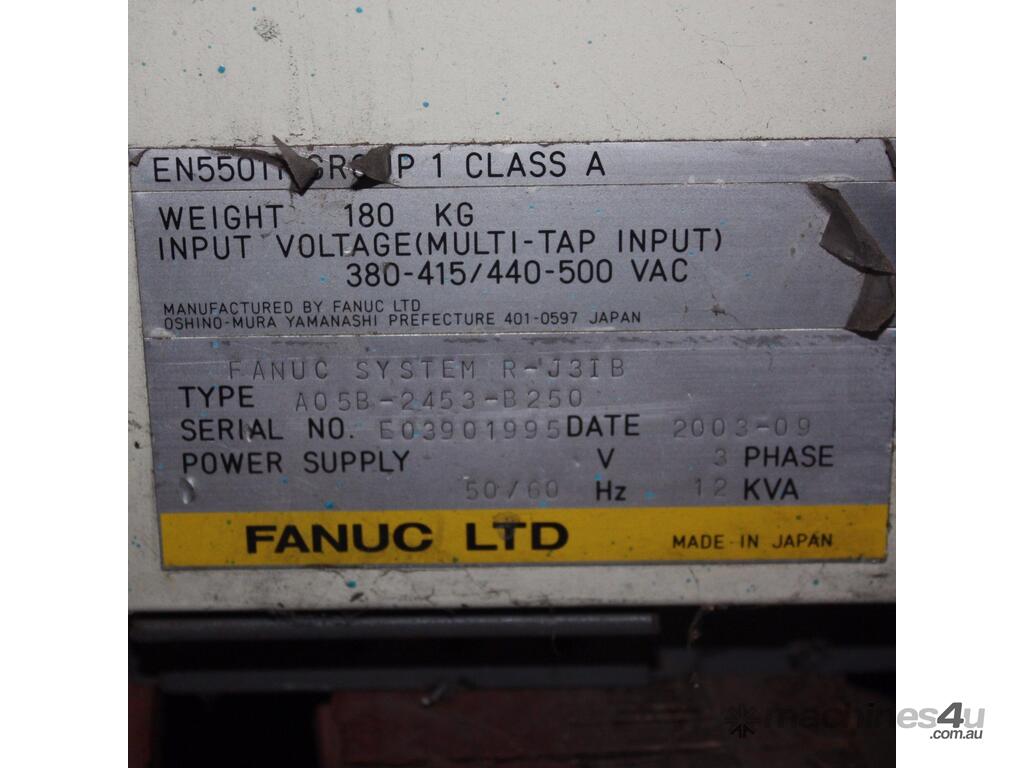 EN55011 GROUP 1 CLASS A
WEIGHT 180 KG
INPUT VOLTAGE(MULTI-TAP INPUT)
380-415/440-500 VAC
MANUFACTURED BY FANUC LTD
OSHINO-MURA YAMANASHI PREFECTURE 401-0597 JAPAN
FANUC SYSTEM R-J3IB
TYPE A05B-2453-B250
SERIAL NO. E03901995 DATE 2003-09
POWER SUPPLY V 3 PHASE
50/60 Hz 12 KVA
FANUC LTD MADE IN JAPAN
machines4u
.com.au